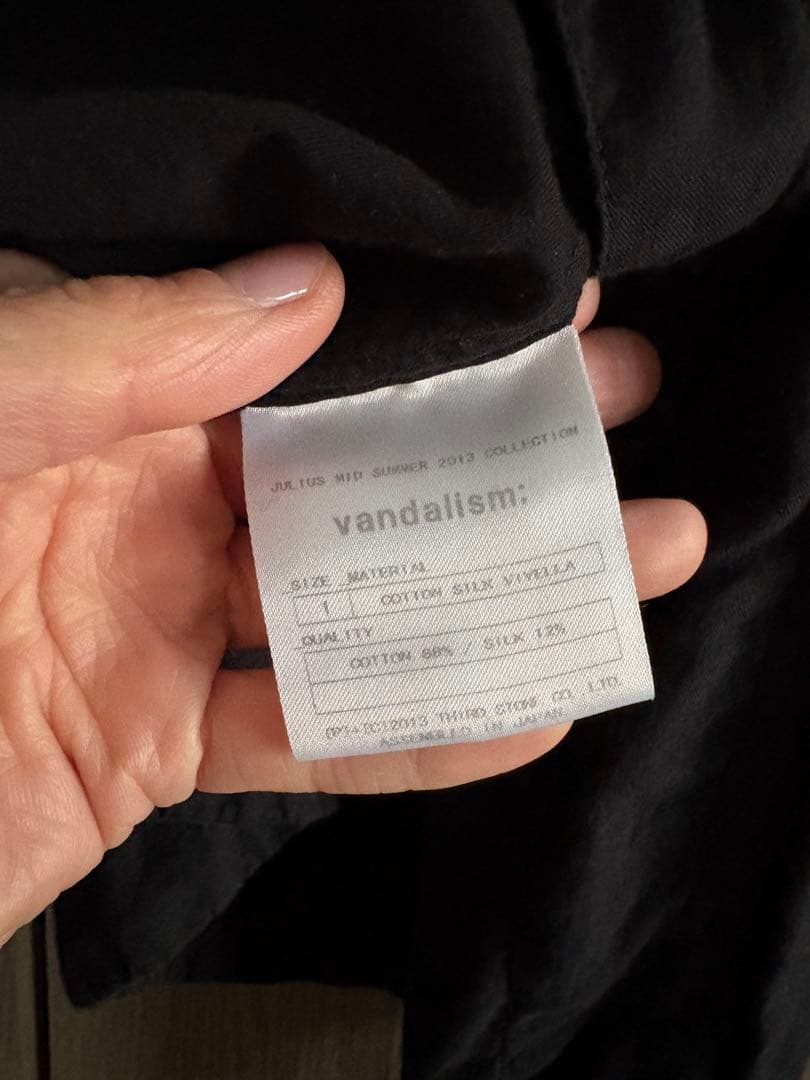 JULIUS MID SUMMER 2013 COLLECTION
vandalism:
SIZE MATERIAL
1 COTTON SILK VIYELLA
QUALITY
COTTON 88% / SILK 12%
(P)+(C)2013 THIRD STONE CO. LTD.
ASSEMBLED IN JAPAN